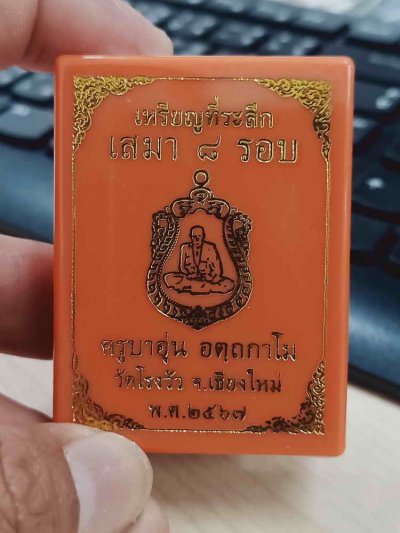 เหรียญที่ระลึก
เสมา ๘ รอบ
ครูบาอุ่น อตฺถกาโม
วัดโรงวัว จ.เชียงใหม่
พ.ศ.๒๕๖๗